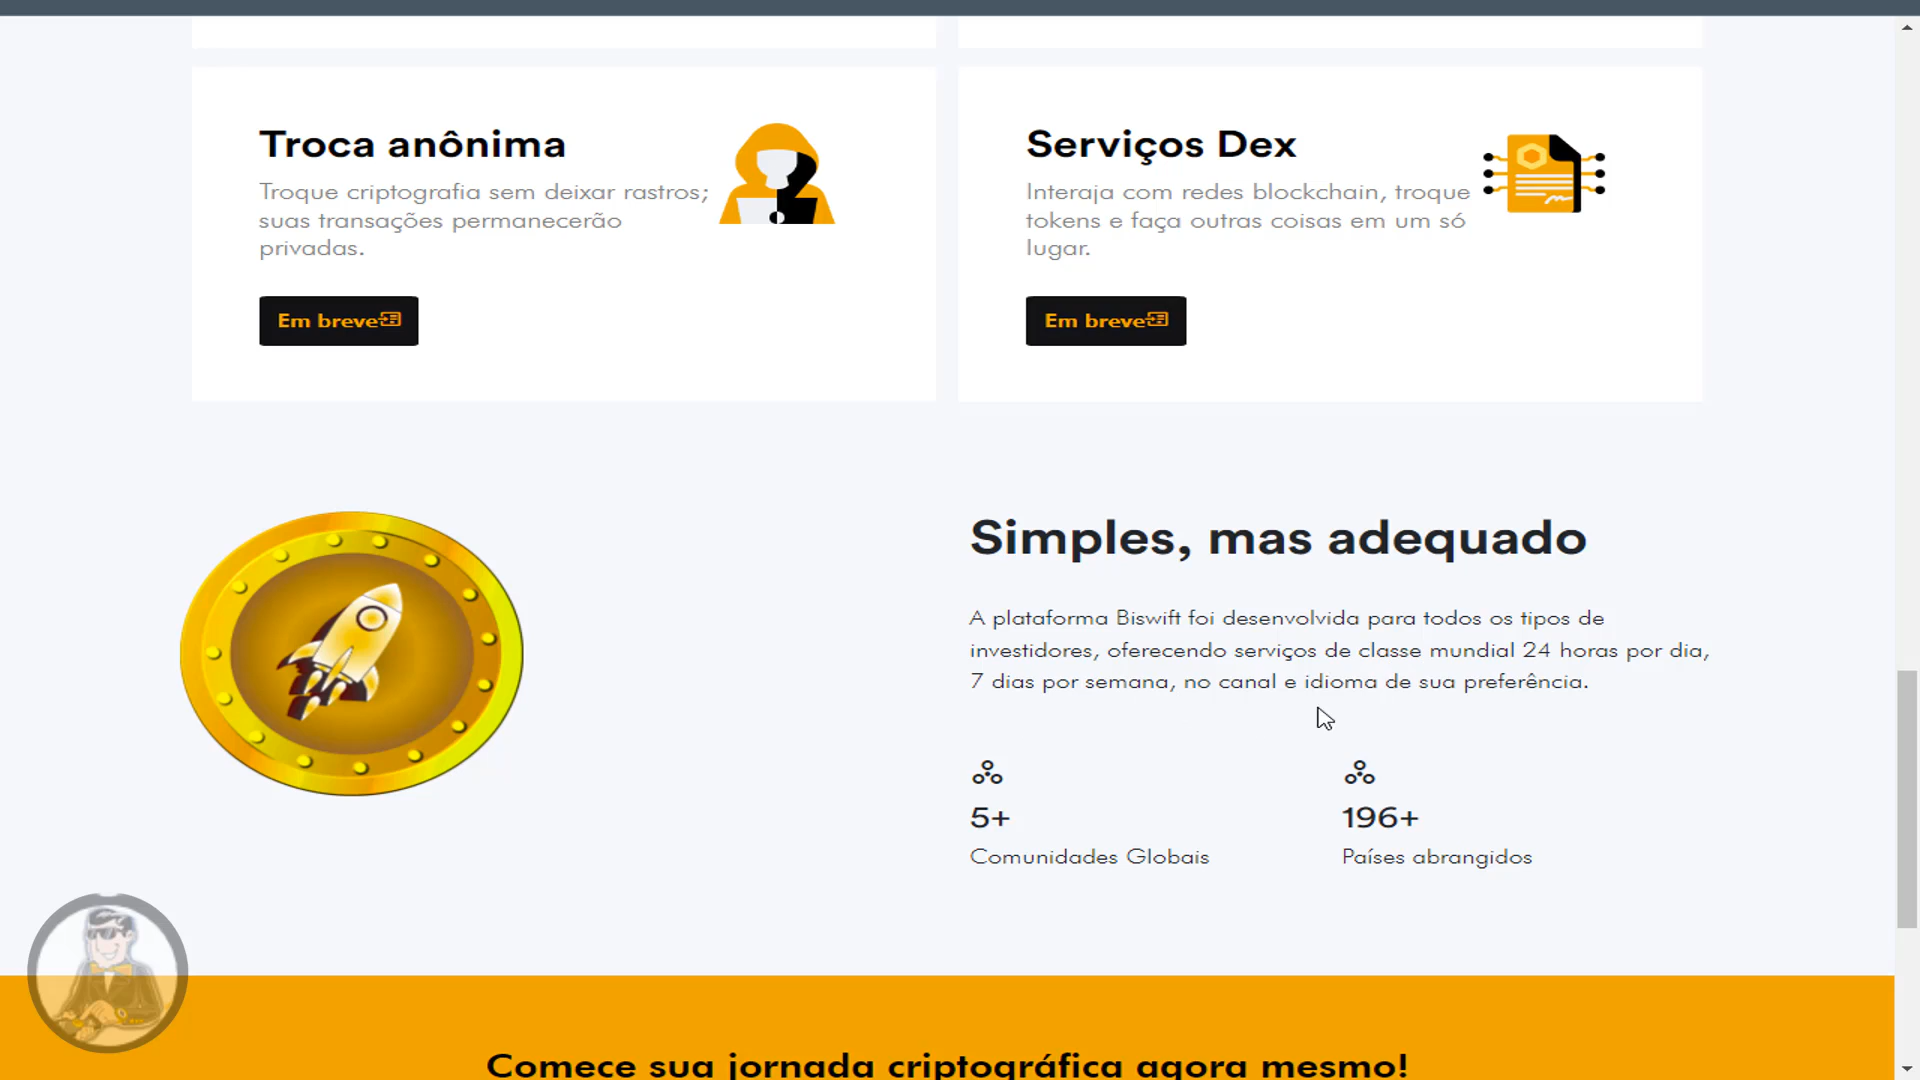 Troca anônima
Troque criptografia sem deixar rastros;
suas transações permanecerão
privadas.
Em breve
Serviços Dex
Interaja com redes blockchain, troque
tokens e faça outras coisas em um só
lugar.
Em breve
Simples, mas adequado
A plataforma Biswift foi desenvolvida para todos os tipos de
investidores, oferecendo serviços de classe mundial 24 horas por dia,
7 dias por semana, no canal e idioma de sua preferência.
5+
Comunidades Globais
196+
Países abrangidos
Comece sua jornada criptográfica agora mesmo!